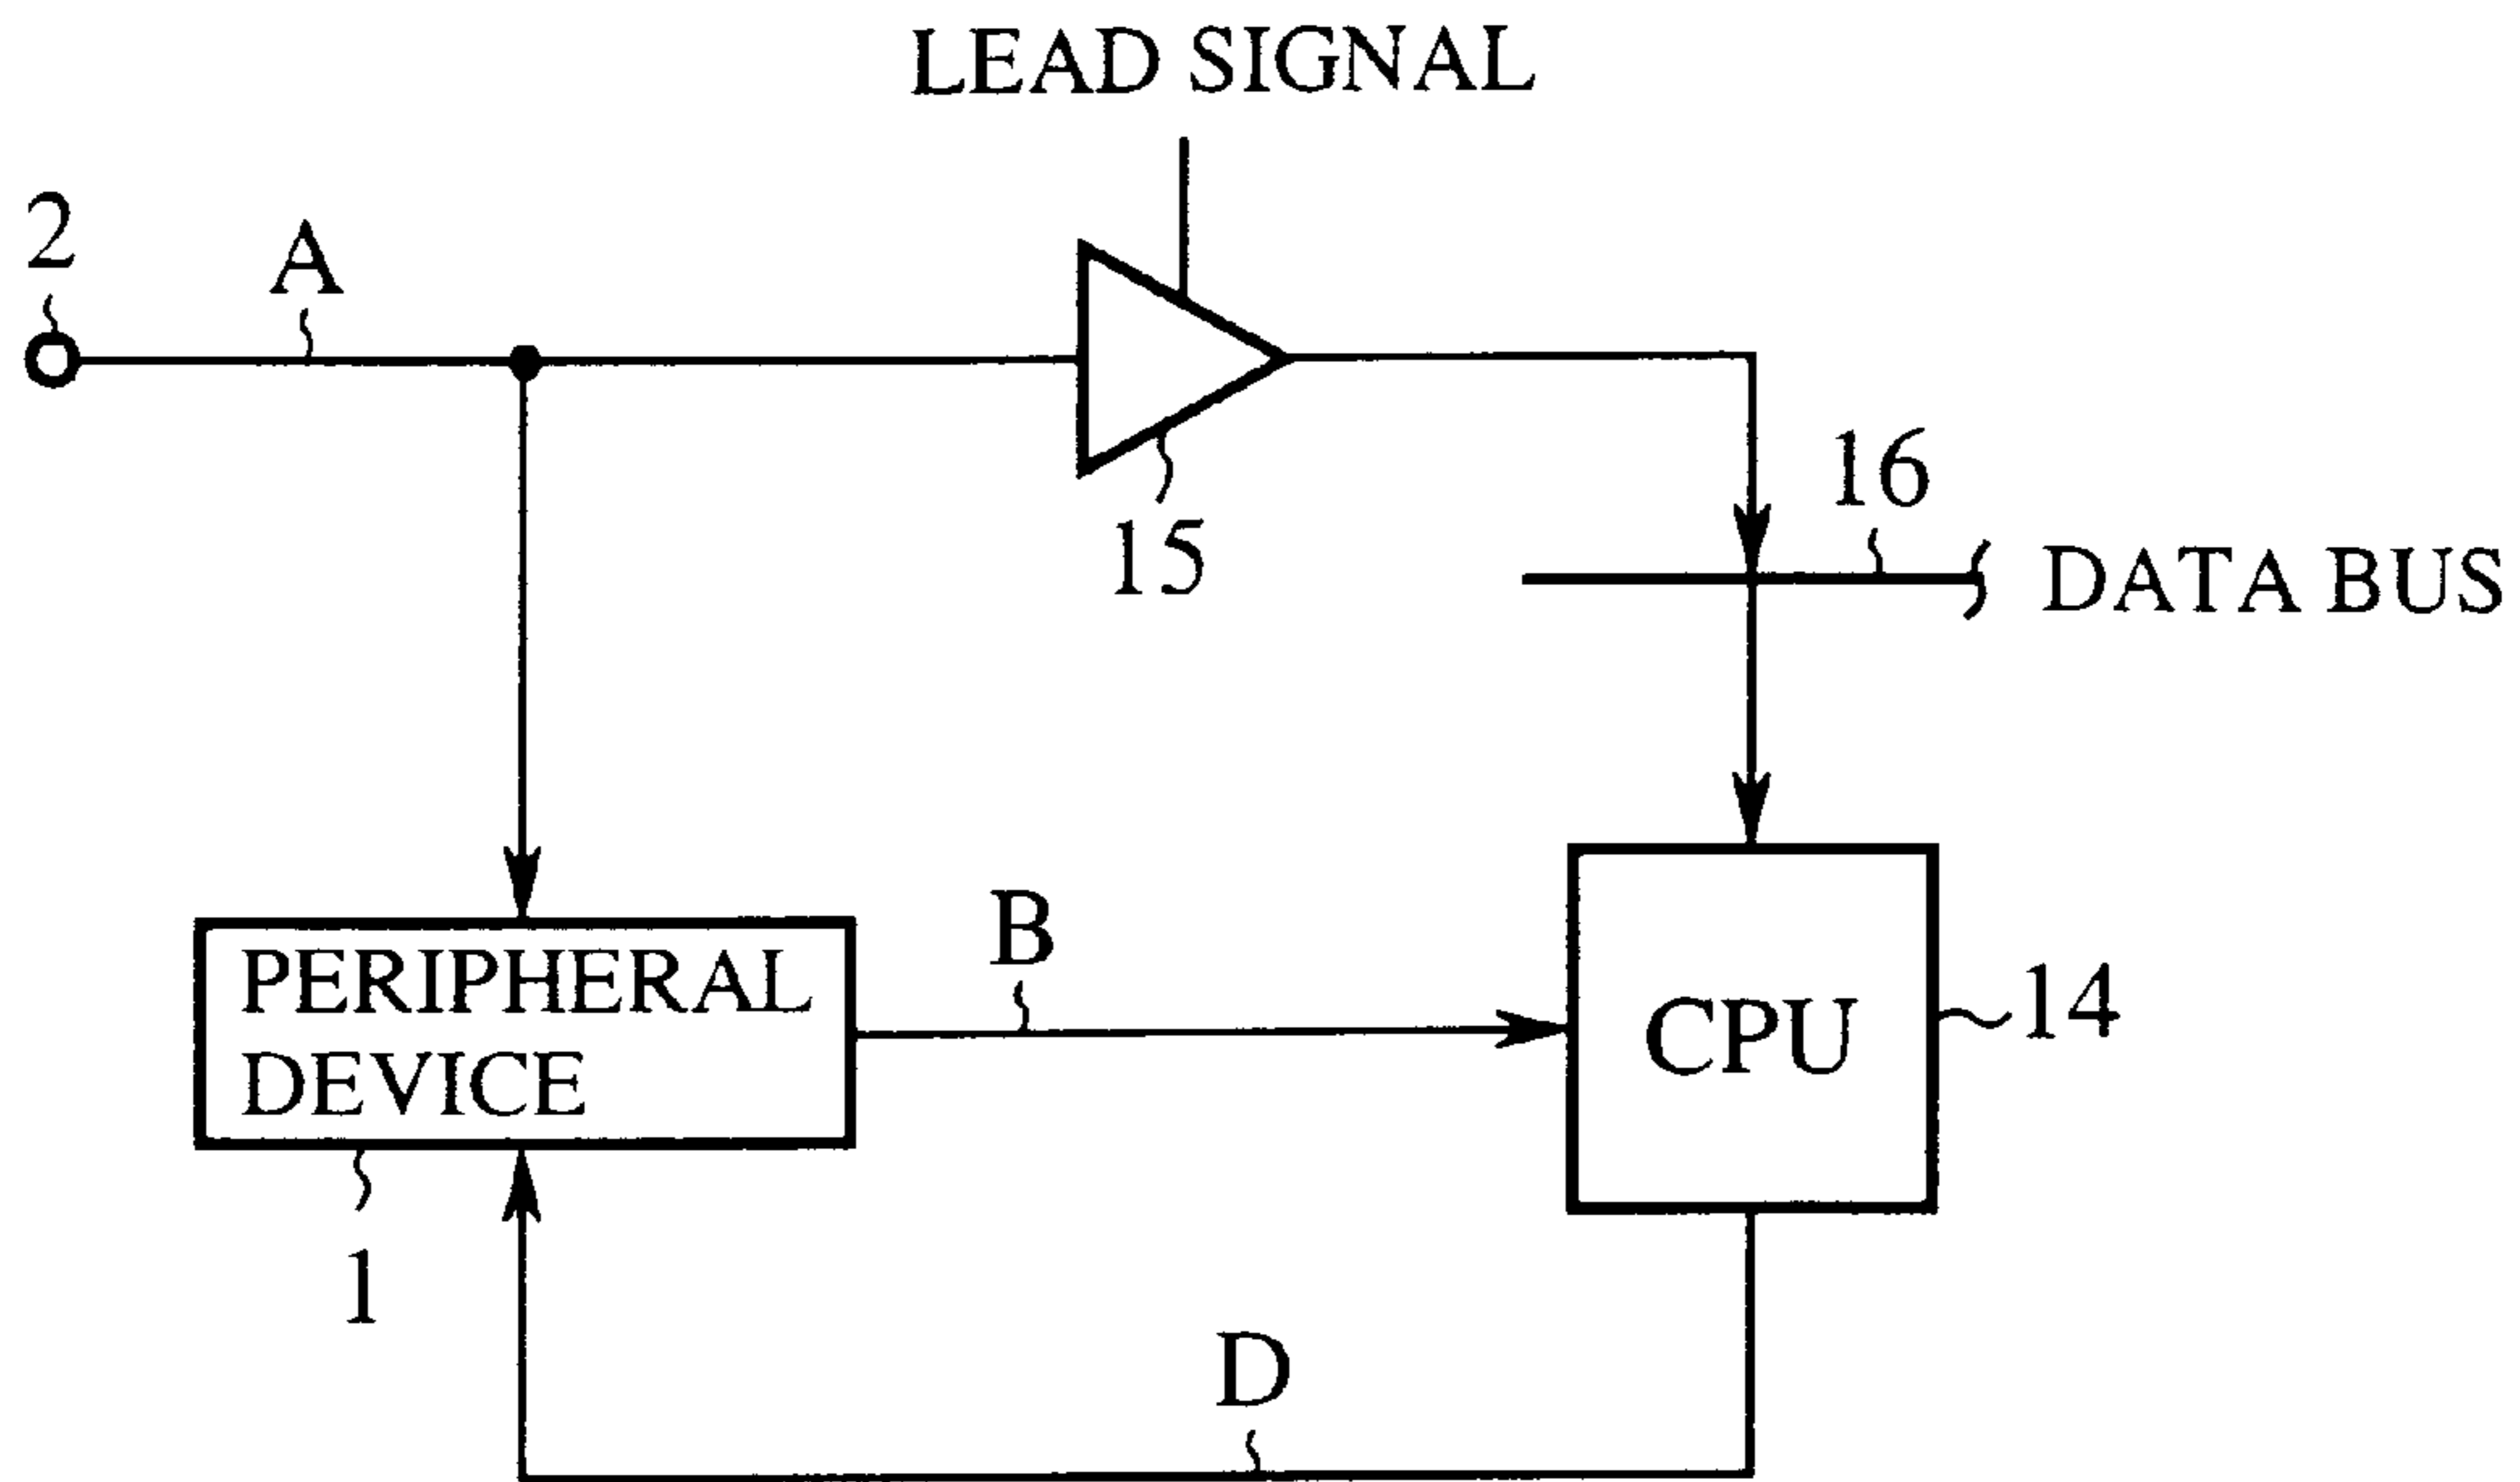 LEAD SIGNAL
2
A
16
15
DATA BUS
B
PERIPHERAL
DEVICE
CPU
14
1
D